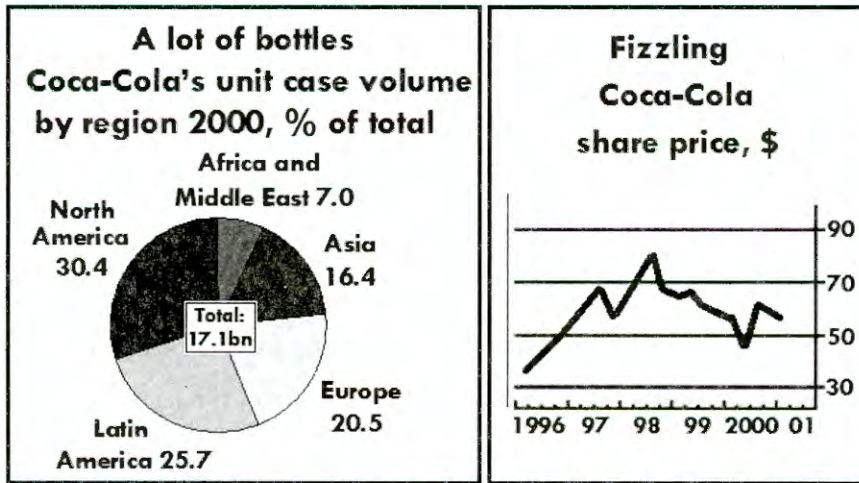 A lot of bottles
Coca-Cola's unit case volume
by region 2000, % of total
Africa and
Middle East 7.0
North
America
30.4
Asia
16.4
Total:
17.1bn
Europe
20.5
Latin
America 25.7
Fizzling
Coca-Cola
share price, $
90
70
50
30
1996 97 98 99 2000 01